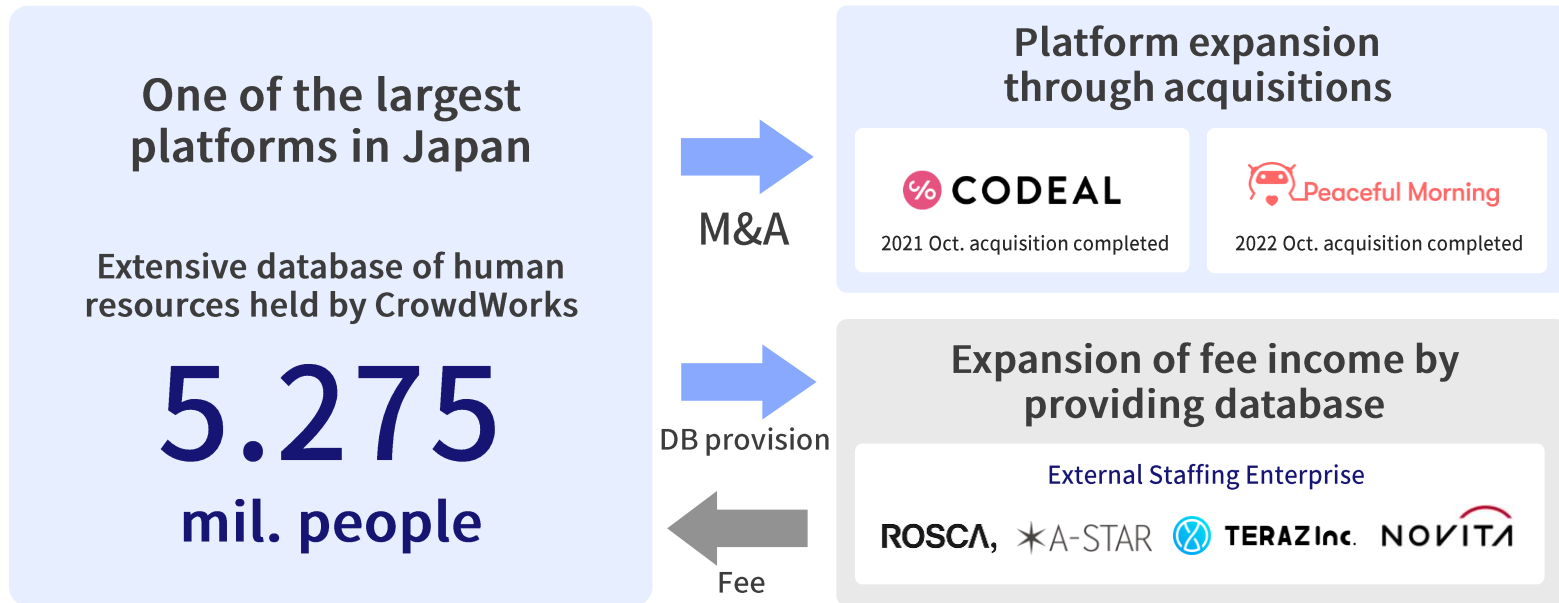 One of the largest
platforms in Japan
Extensive database of human
resources held by CrowdWorks
5.275
mil. people
M&A
DB provision
Fee
Platform expansion
through acquisitions
CODEAL
2021 Oct. acquisition completed
Peaceful Morning
2022 Oct. acquisition completed
Expansion of fee income by
providing database
External Staffing Enterprise
ROSCA, A-STAR TERAZ Inc. NOVITA